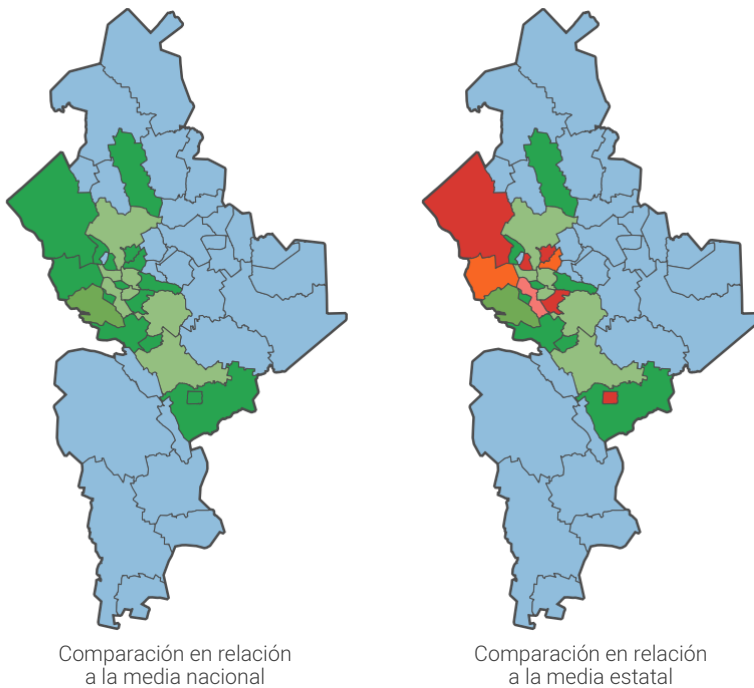 Comparación en relación
a la media nacional
Comparación en relación
a la media estatal